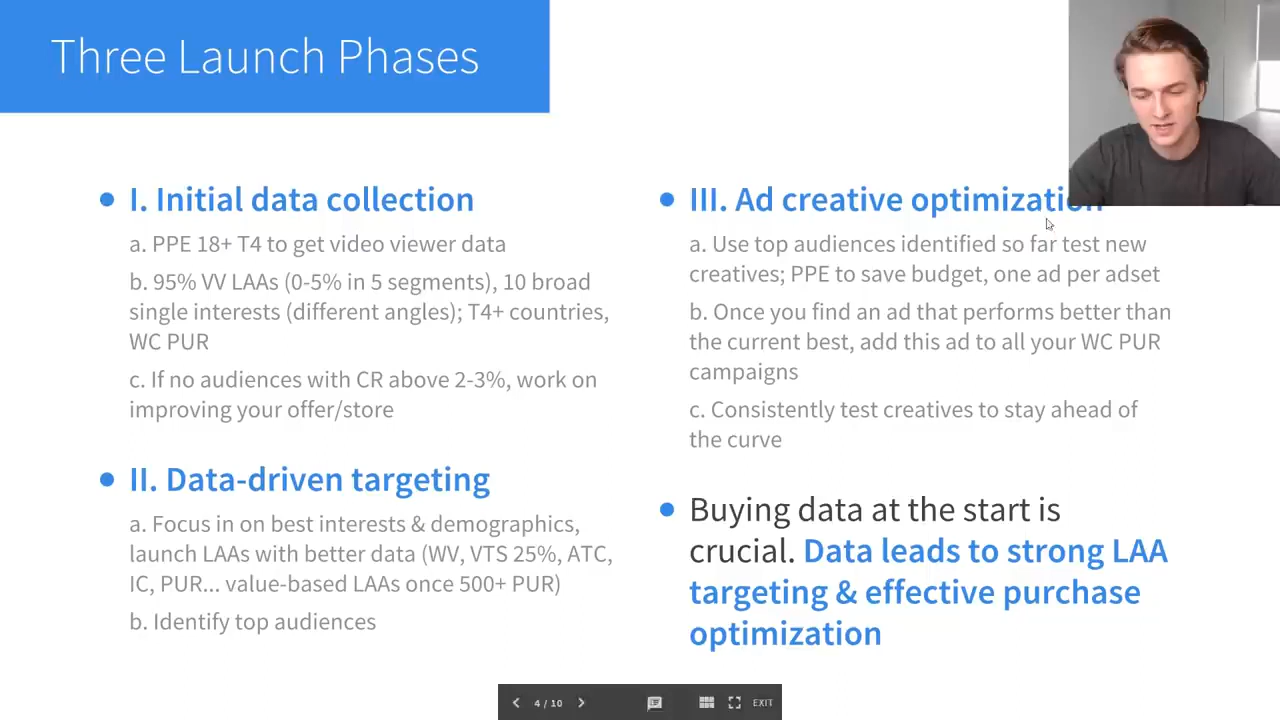 Three Launch Phases
I. Initial data collection
a. PPE 18+ T4 to get video viewer data
b. 95% VV LAAs (0-5% in 5 segments), 10 broad
single interests (different angles); T4+ countries,
WC PUR
c. If no audiences with CR above 2-3%, work on
improving your offer/store
II. Data-driven targeting
a. Focus in on best interests & demographics,
launch LAAs with better data (WV, VTS 25%, ATC,
IC, PUR... value-based LAAs once 500+ PUR)
b. Identify top audiences
III. Ad creative optimization
a. Use top audiences identified so far test new
creatives; PPE to save budget, one ad per adset
b. Once you find an ad that performs better than
the current best, add this ad to all your WC PUR
campaigns
c. Consistently test creatives to stay ahead of
the curve
Buying data at the start is
crucial. Data leads to strong LAA
targeting & effective purchase
optimization
4 / 10
EXIT